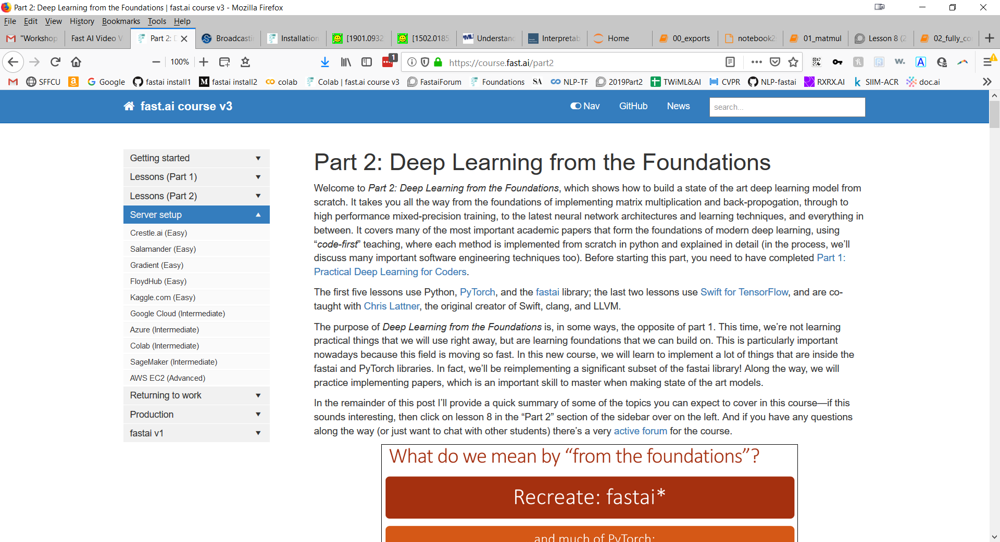 Part 2: Deep Learning from the Foundations | fast.ai course v3 - Mozilla Firefox
File Edit View History Bookmarks Tools Help
"Workshop Fast AI Video V Part 2: D Broadcasti Installation [1901.0932 [1502.0185 Understanc Interpretab Home 00_exports notebook2 01_matmul Lesson 8 (2 02_fully_co
100% 1 https://course.fast.ai/part2
SFFCU Google fastai install1 fastai install2 colab Colab | fast.ai course v3 FastaiForum Foundations SA NLP-TF 2019Part2 TWiML&AI CVPR NLP-fastai RXRX.AI SIIM-ACR doc.ai
fast.ai course v3 Nav GitHub News search...
Getting started
Lessons (Part 1)
Lessons (Part 2)
Server setup
Crestle.ai (Easy)
Salamander (Easy)
Gradient (Easy)
FloydHub (Easy)
Kaggle.com (Easy)
Google Cloud (Intermediate)
Azure (Intermediate)
Colab (Intermediate)
SageMaker (Intermediate)
AWS EC2 (Advanced)
Returning to work
Production
fastai v1
Part 2: Deep Learning from the Foundations
Welcome to Part 2: Deep Learning from the Foundations, which shows how to build a state of the art deep learning model from
scratch. It takes you all the way from the foundations of implementing matrix multiplication and back-propogation, through to
high performance mixed-precision training, to the latest neural network architectures and learning techniques, and everything in
between. It covers many of the most important academic papers that form the foundations of modern deep learning, using
“code-first” teaching, where each method is implemented from scratch in python and explained in detail (in the process, we’ll
discuss many important software engineering techniques too). Before starting this part, you need to have completed Part 1:
Practical Deep Learning for Coders.
The first five lessons use Python, PyTorch, and the fastai library; the last two lessons use Swift for TensorFlow, and are co-
taught with Chris Lattner, the original creator of Swift, clang, and LLVM.
The purpose of Deep Learning from the Foundations is, in some ways, the opposite of part 1. This time, we’re not learning
practical things that we will use right away, but are learning foundations that we can build on. This is particularly important
nowadays because this field is moving so fast. In this new course, we will learn to implement a lot of things that are inside the
fastai and PyTorch libraries. In fact, we’ll be reimplementing a significant subset of the fastai library! Along the way, we will
practice implementing papers, which is an important skill to master when making state of the art models.
In the remainder of this post I’ll provide a quick summary of some of the topics you can expect to cover in this course—if this
sounds interesting, then click on lesson 8 in the “Part 2” section of the sidebar over on the left. And if you have any questions
along the way (or just want to chat with other students) there’s a very active forum for the course.
What do we mean by “from the foundations”?
Recreate: fastai*
and much of PyTorch: